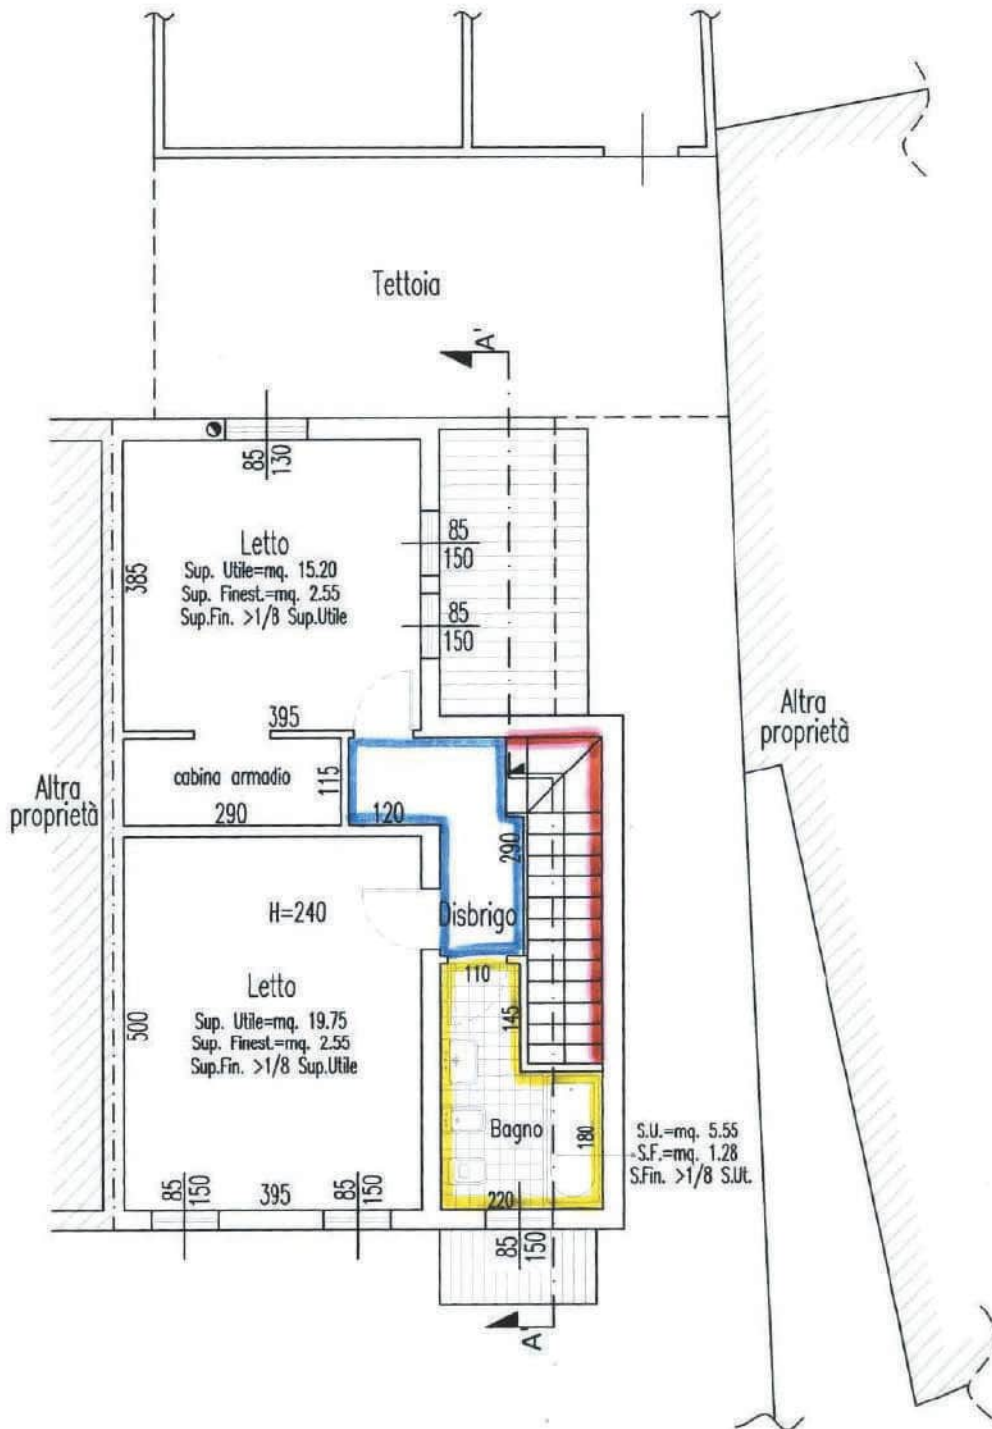 Tettoia
A'
85
130
Letto
Sup. Utile=mq. 15.20
Sup. Finest.=mq. 2.55
Sup.Fin. >1/8 Sup.Utile
385
85
150
85
150
395
Altra
proprietà
Altra
proprietà
cabina armadio
290
115
120
290
H=240
Disbrigo
Letto
Sup. Utile=mq. 19.75
Sup. Finest.=mq. 2.55
Sup.Fin. >1/8 Sup.Utile
500
110
145
Bagno
180
S.U.=mq. 5.55
S.F.=mq. 1.28
S.Fin. >1/8 S.Ut.
85
150
395
85
150
220
85
150
A'